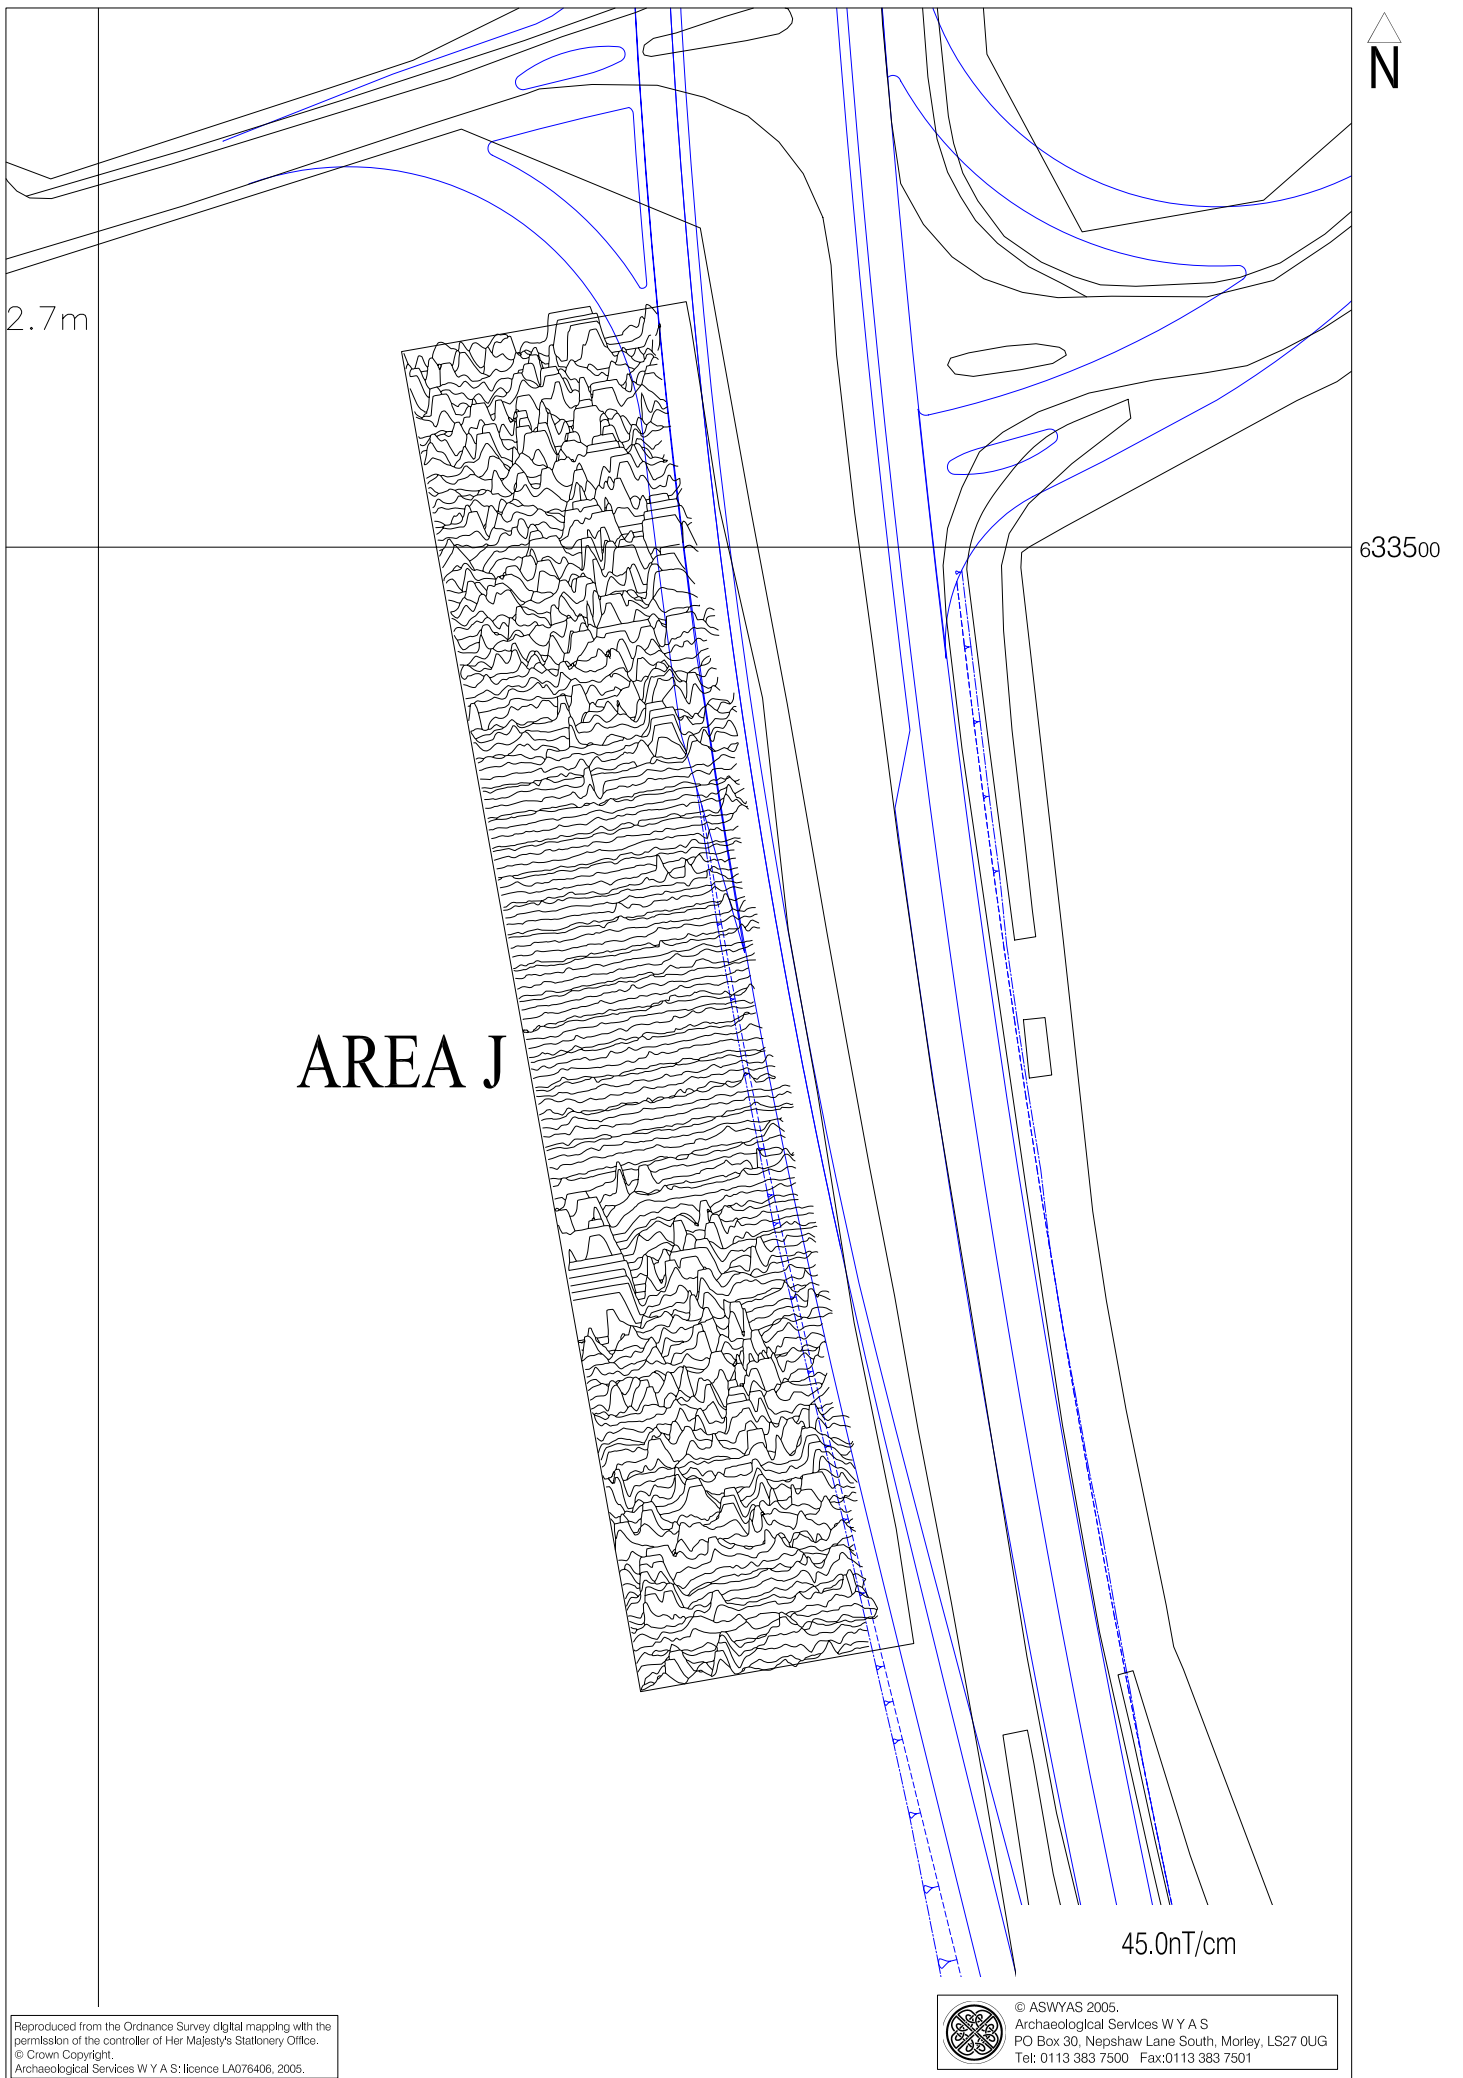 N
2.7m
633500
AREA J
45.0nT/cm
Reproduced from the Ordnance Survey digital mapping with the
permission of the controller of Her Majesty's Stationery Office.
© Crown Copyright.
Archaeological Services W Y A S: licence LA076406, 2005.
© ASWYAS 2005.
Archaeological Services W Y A S
PO Box 30, Nepshaw Lane South, Morley, LS27 0UG
Tel: 0113 383 7500 Fax:0113 383 7501